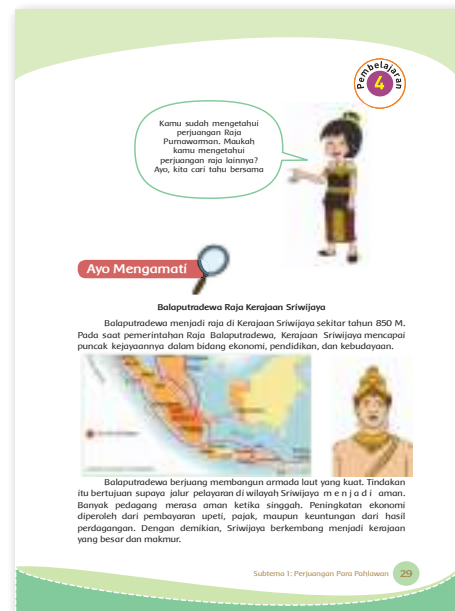 Pembelajaran
4
Kamu sudah mengetahui
perjuangan Raja
Purnawarman. Maukah
kamu mengetahui
perjuangan raja lainnya?
Ayo, kita cari tahu bersama
Ayo Mengamati
Balaputradewa Raja Kerajaan Sriwijaya
Balaputradewa menjadi raja di Kerajaan Sriwijaya sekitar tahun 850 M.
Pada saat pemerintahan Raja Balaputradewa, Kerajaan Sriwijaya mencapai
puncak kejayaannya dalam bidang ekonomi, pendidikan, dan kebudayaan.
Balaputradewa berjuang membangun armada laut yang kuat. Tindakan
itu bertujuan supaya jalur pelayaran di wilayah Sriwijaya m e n j a d i aman.
Banyak pedagang merasa aman ketika singgah. Peningkatan ekonomi
diperoleh dari pembayaran upeti, pajak, maupun keuntungan dari hasil
perdagangan. Dengan demikian, Sriwijaya berkembang menjadi kerajaan
yang besar dan makmur.
Subtema 1: Perjuangan Para Pahlawan 29